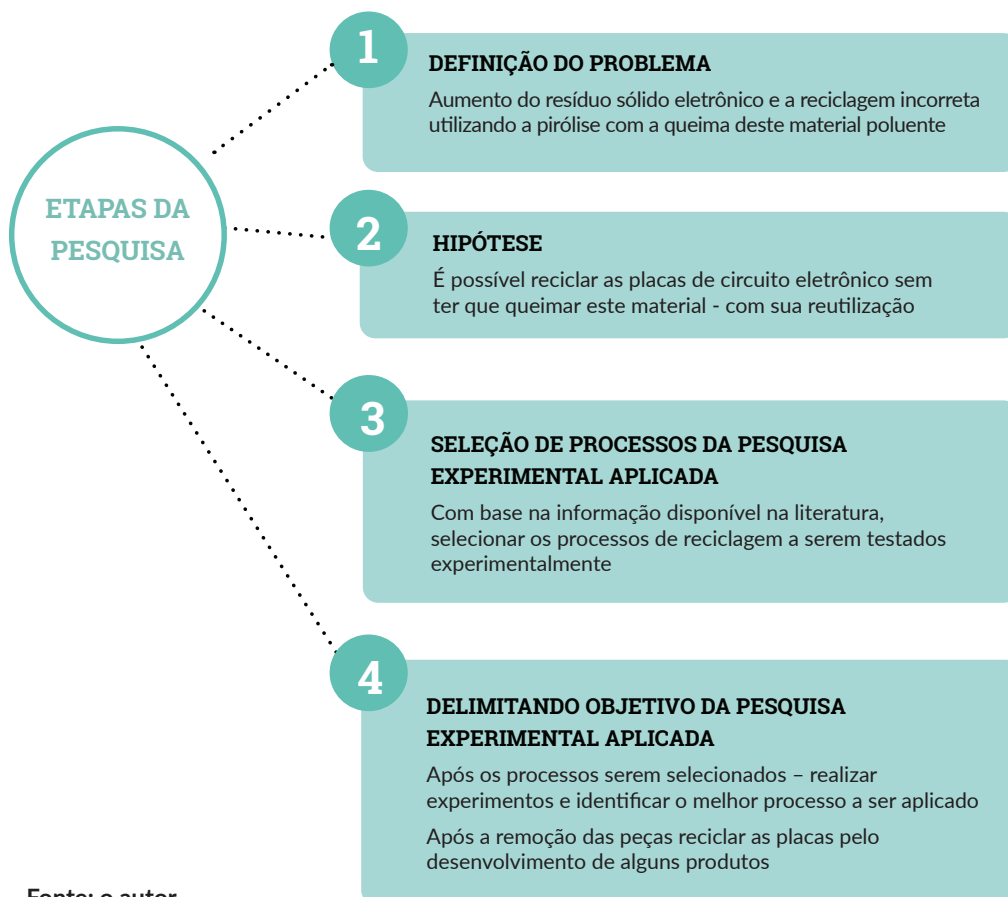 ETAPAS DA
PESQUISA
1
DEFINIÇÃO DO PROBLEMA
Aumento do resíduo sólido eletrônico e a reciclagem incorreta
utilizando a pirólise com a queima deste material poluente
2
HIPÓTESE
É possível reciclar as placas de circuito eletrônico sem
ter que queimar este material - com sua reutilização
3
SELEÇÃO DE PROCESSOS DA PESQUISA
EXPERIMENTAL APLICADA
Com base na informação disponível na literatura,
selecionar os processos de reciclagem a serem testados
experimentalmente
4
DELIMITANDO OBJETIVO DA PESQUISA
EXPERIMENTAL APLICADA
Após os processos serem selecionados – realizar
experimentos e identificar o melhor processo a ser aplicado
Após a remoção das peças reciclar as placas pelo
desenvolvimento de alguns produtos
Fonte: o autor